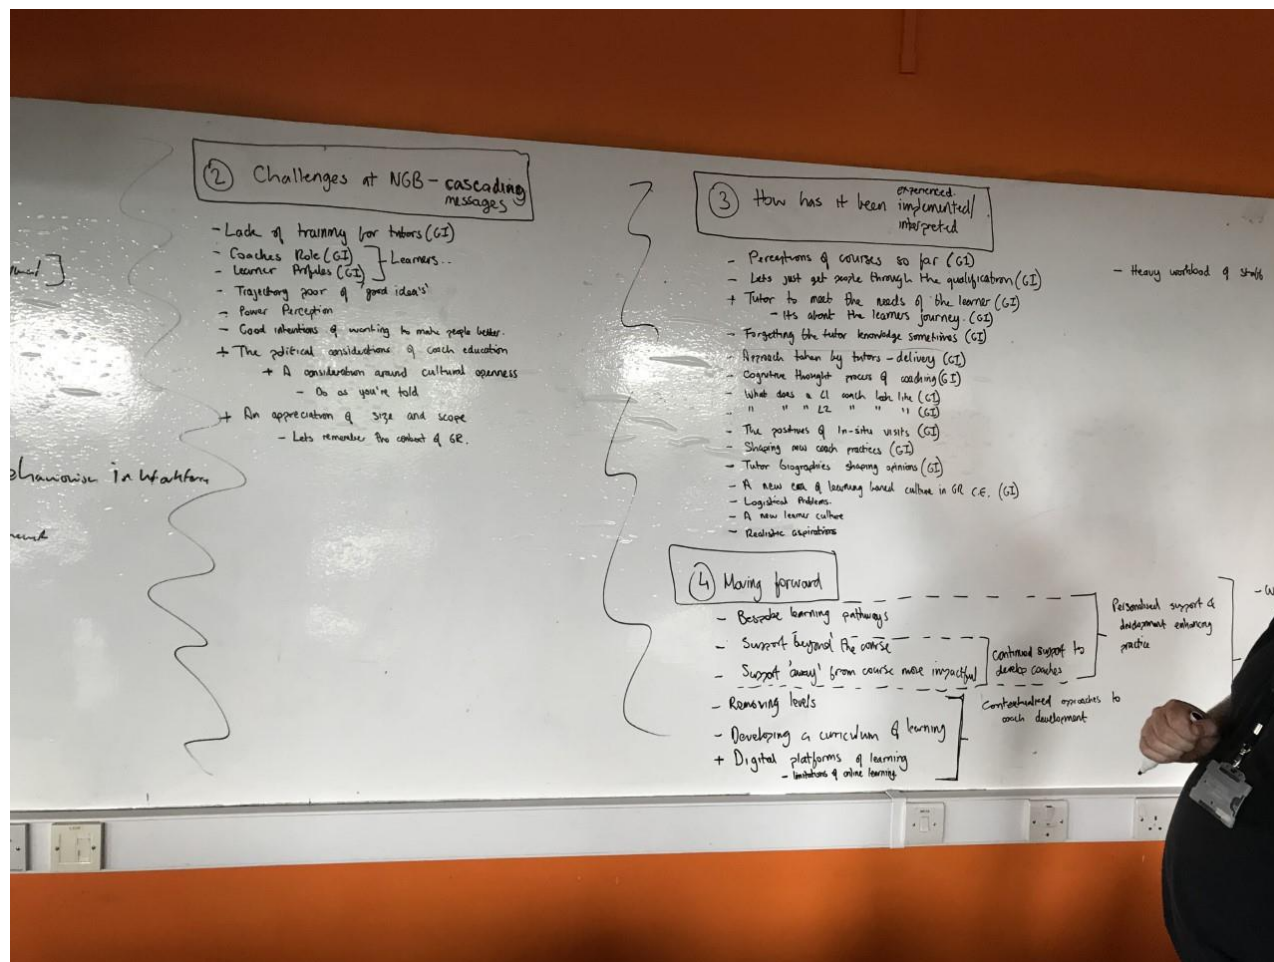 ② Challenges at NGB - cascading
messages
- Lack of training for tutors (GI)
- Coaches Role (GI)
- Learner Profiles (GI)
Learners..
- Trajectory poor of 'good idea's'
- Power Perception
- Good intentions of wanting to make people better.
+ The political considerations of coach education
+ A consideration around cultural openness
- Do as you're told
+ An appreciation of size and scope
- Lets remember the context of GR.
in Workforce
③ How has it been experienced.
implemented/
interpreted
- Perceptions of courses so far (GI)
- Lets just get people through the qualification (GI)
+ Tutor to meet the needs of the learner (GI)
- Its about the learners journey. (GI)
- Forgetting the tutor knowledge sometimes (GI)
- Approach taken by tutors - delivery (GI)
- Cognitive thought process of coaching (GI)
- What does a L1 coach look like (GI)
- " " " L2 " " " (GI)
- The positives of In-situ visits (GI)
- Shaping new coach practices (GI)
- Tutor biographies shaping opinions (GI)
- A new era of learning based culture in GR C.E. (GI)
- Logistical Problems.
- A new learner culture
- Realistic aspirations
- Heavy workload of staff
④ Moving forward
- Bespoke learning pathways
- Support 'beyond' the course
- Support 'away' from course more impactful
Continued support to
develop coaches
Personalised support &
development enhancing
practice
- Removing levels
- Developing a curriculum of learning
+ Digital platforms of learning
- limitations of online learning
Contextualised approaches to
coach development